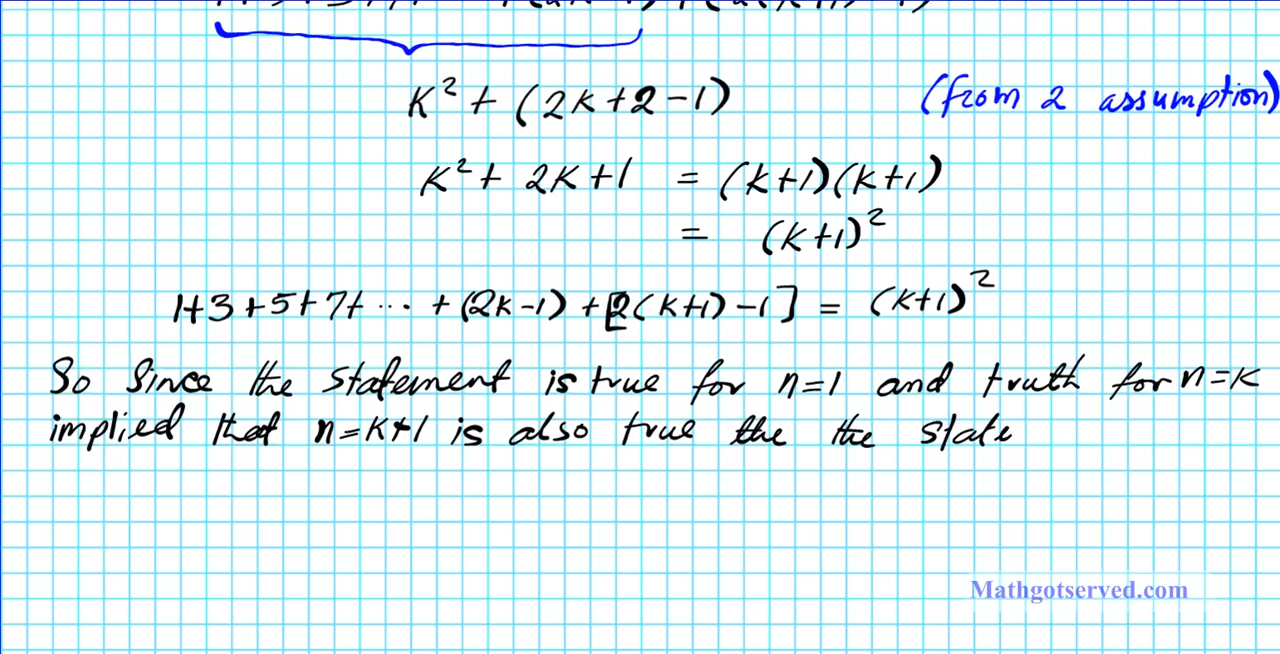 K² + (2K+2-1) (from 2 assumption)
K² + 2K+1 = (K+1)(K+1)
= (K+1)²
1+3+5+7+ ... + (2K-1) + [2(K+1)-1] = (K+1)²
So Since the statement is true for n=1 and truth for n=K
implied that n=K+1 is also true the the state
Mathgotserved.com